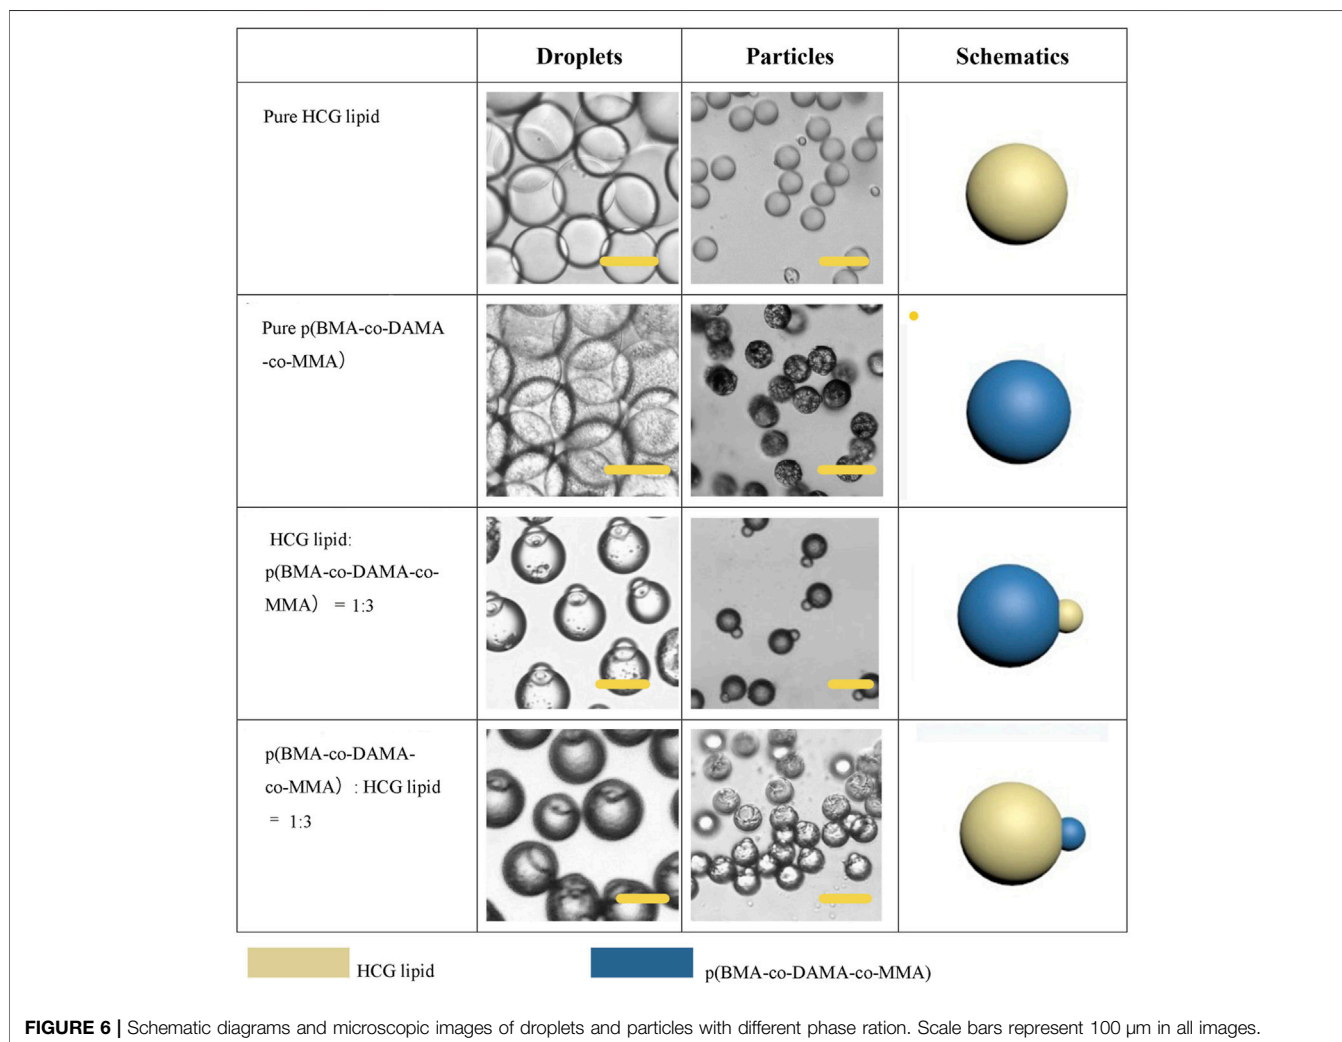 Droplets Particles Schematics
Pure HCG lipid
Pure p(BMA-co-DAMA
-co-MMA)
HCG lipid:
p(BMA-co-DAMA-co-
MMA) = 1:3
p(BMA-co-DAMA-
co-MMA) : HCG lipid
= 1:3
HCG lipid p(BMA-co-DAMA-co-MMA)
FIGURE 6 | Schematic diagrams and microscopic images of droplets and particles with different phase ration. Scale bars represent 100 μm in all images.